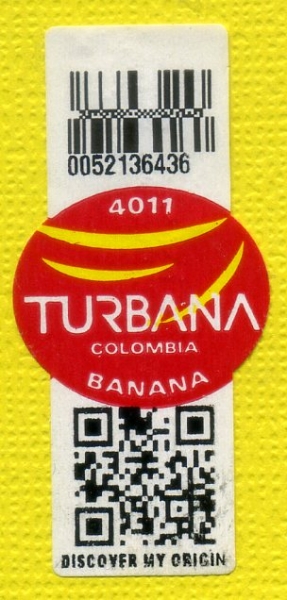 0052136436
4011
TURBANA
COLOMBIA
BANANA
DISCOVER MY ORIGIN